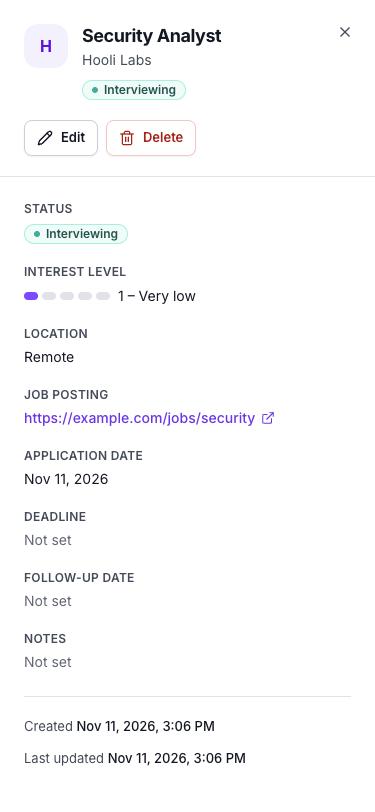 H
Security Analyst
Hooli Labs
Interviewing
Edit
Delete
STATUS
Interviewing
INTEREST LEVEL
1 – Very low
LOCATION
Remote
JOB POSTING
https://example.com/jobs/security
APPLICATION DATE
Nov 11, 2026
DEADLINE
Not set
FOLLOW-UP DATE
Not set
NOTES
Not set
Created Nov 11, 2026, 3:06 PM
Last updated Nov 11, 2026, 3:06 PM